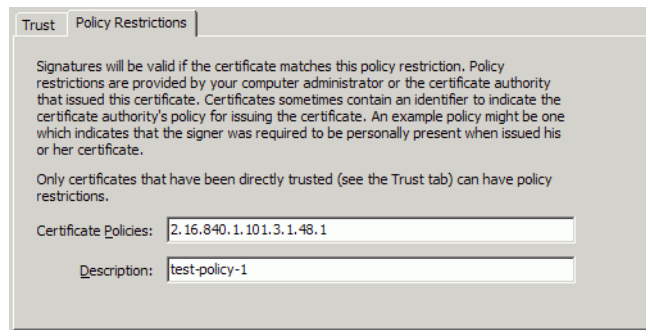 Trust Policy Restrictions
Signatures will be valid if the certificate matches this policy restriction. Policy
restrictions are provided by your computer administrator or the certificate authority
that issued this certificate. Certificates sometimes contain an identifier to indicate the
certificate authority's policy for issuing the certificate. An example policy might be one
which indicates that the signer was required to be personally present when issued his
or her certificate.
Only certificates that have been directly trusted (see the Trust tab) can have policy
restrictions.
Certificate Policies: 2.16.840.1.101.3.1.48.1
Description: test-policy-1